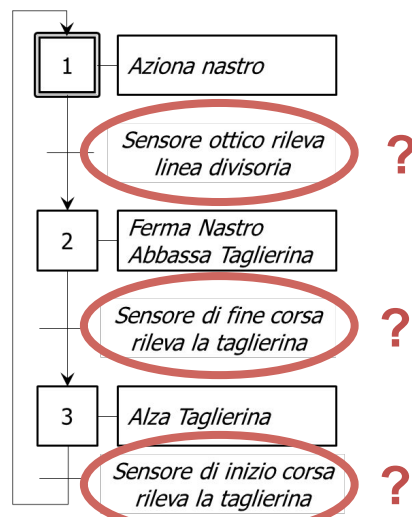 1
Aziona nastro
Sensore ottico rileva
linea divisoria
?
2
Ferma Nastro
Abbassa Taglierina
Sensore di fine corsa
rileva la taglierina
?
3
Alza Taglierina
Sensore di inizio corsa
rileva la taglierina
?